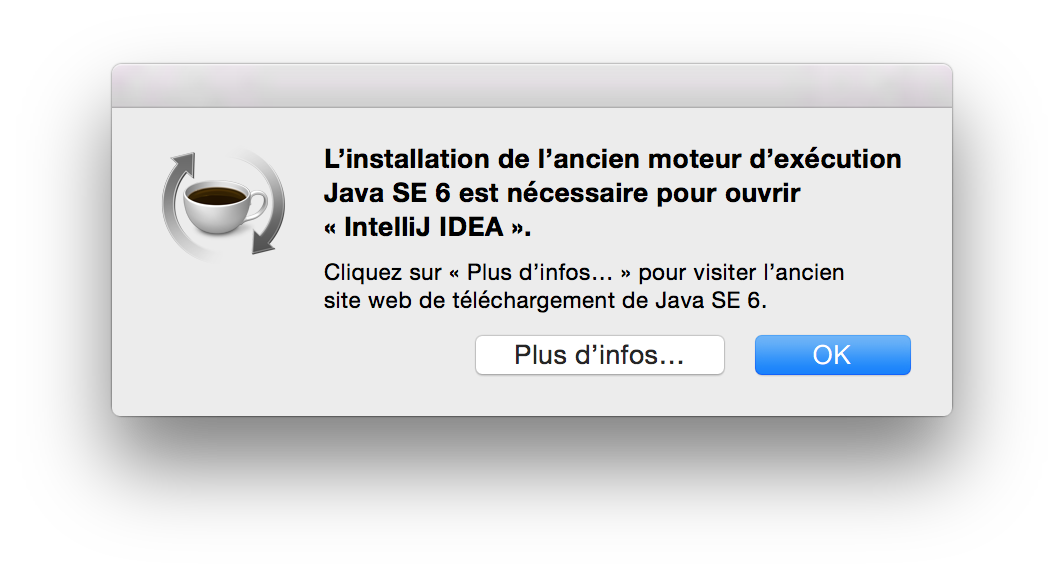 L’installation de l’ancien moteur d’exécution
Java SE 6 est nécessaire pour ouvrir
« IntelliJ IDEA ».
Cliquez sur « Plus d’infos… » pour visiter l’ancien
site web de téléchargement de Java SE 6.
Plus d’infos…
OK